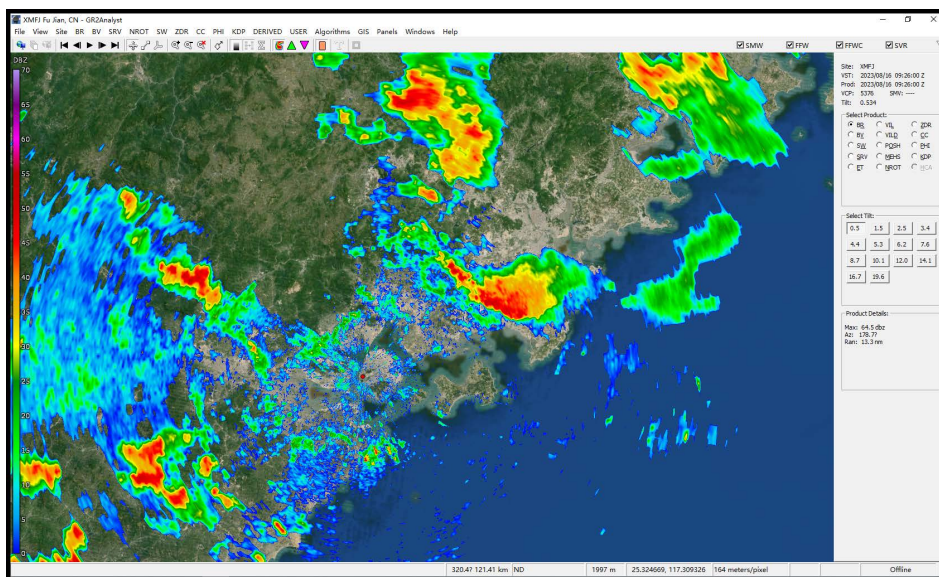 XMFJ Fu Jian, CN - GR2Analyst
File View Site BR BV SRV NROT SW ZDR CC PHI KDP DERIVED USER Algorithms GIS Panels Windows Help
SMW FFW FFWC SVR
DBZ
70
65
60
55
50
45
40
35
30
25
20
15
10
5
0
Site: XMFJ
VST: 2023/08/16 09:26:00 Z
Prod: 2023/08/16 09:26:00 Z
VCP: 5376 SMV: ----
Tilt: 0.534
Select Product:
BR VIL ZDR
BV VILD CC
SW POSH PHI
SRV MEHS KDP
ET NROT HCA
Select Tilt:
0.5 1.5 2.5 3.4
4.4 5.3 6.2 7.6
8.7 10.1 12.0 14.1
16.7 19.6
Product Details:
Max: 64.5 dbz
Az: 178.7?
Ran: 13.3 nm
320.4? 121.41 km ND 1997 m 25.324669, 117.309326 164 meters/pixel Offline